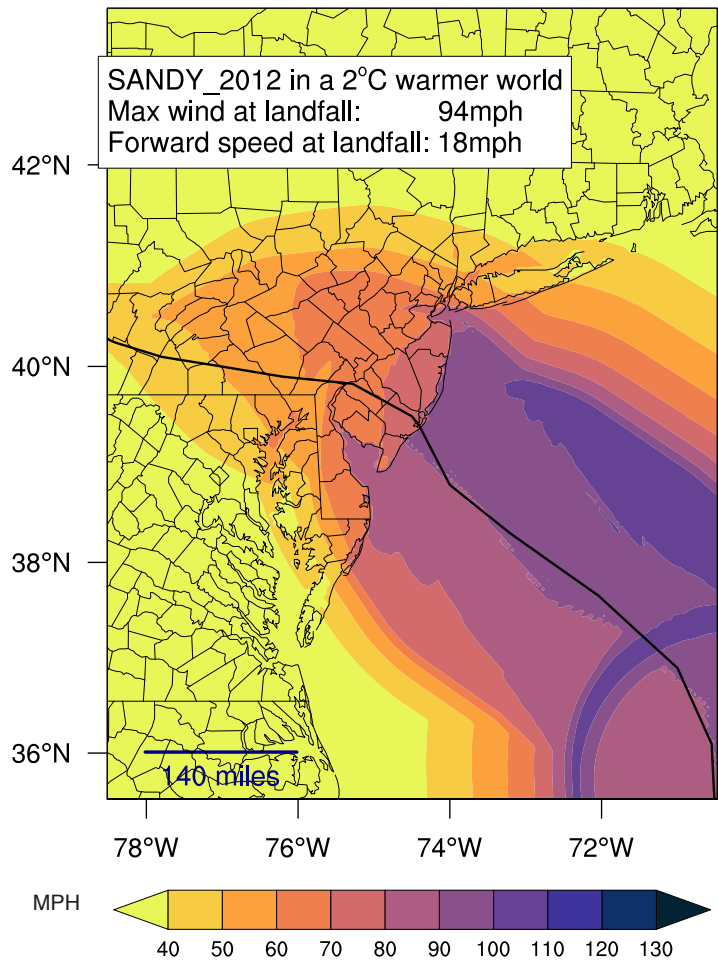 SANDY_2012 in a 2°C warmer world
Max wind at landfall: 94mph
Forward speed at landfall: 18mph
42°N
40°N
38°N
36°N
140 miles
78°W 76°W 74°W 72°W
MPH
40 50 60 70 80 90 100 110 120 130